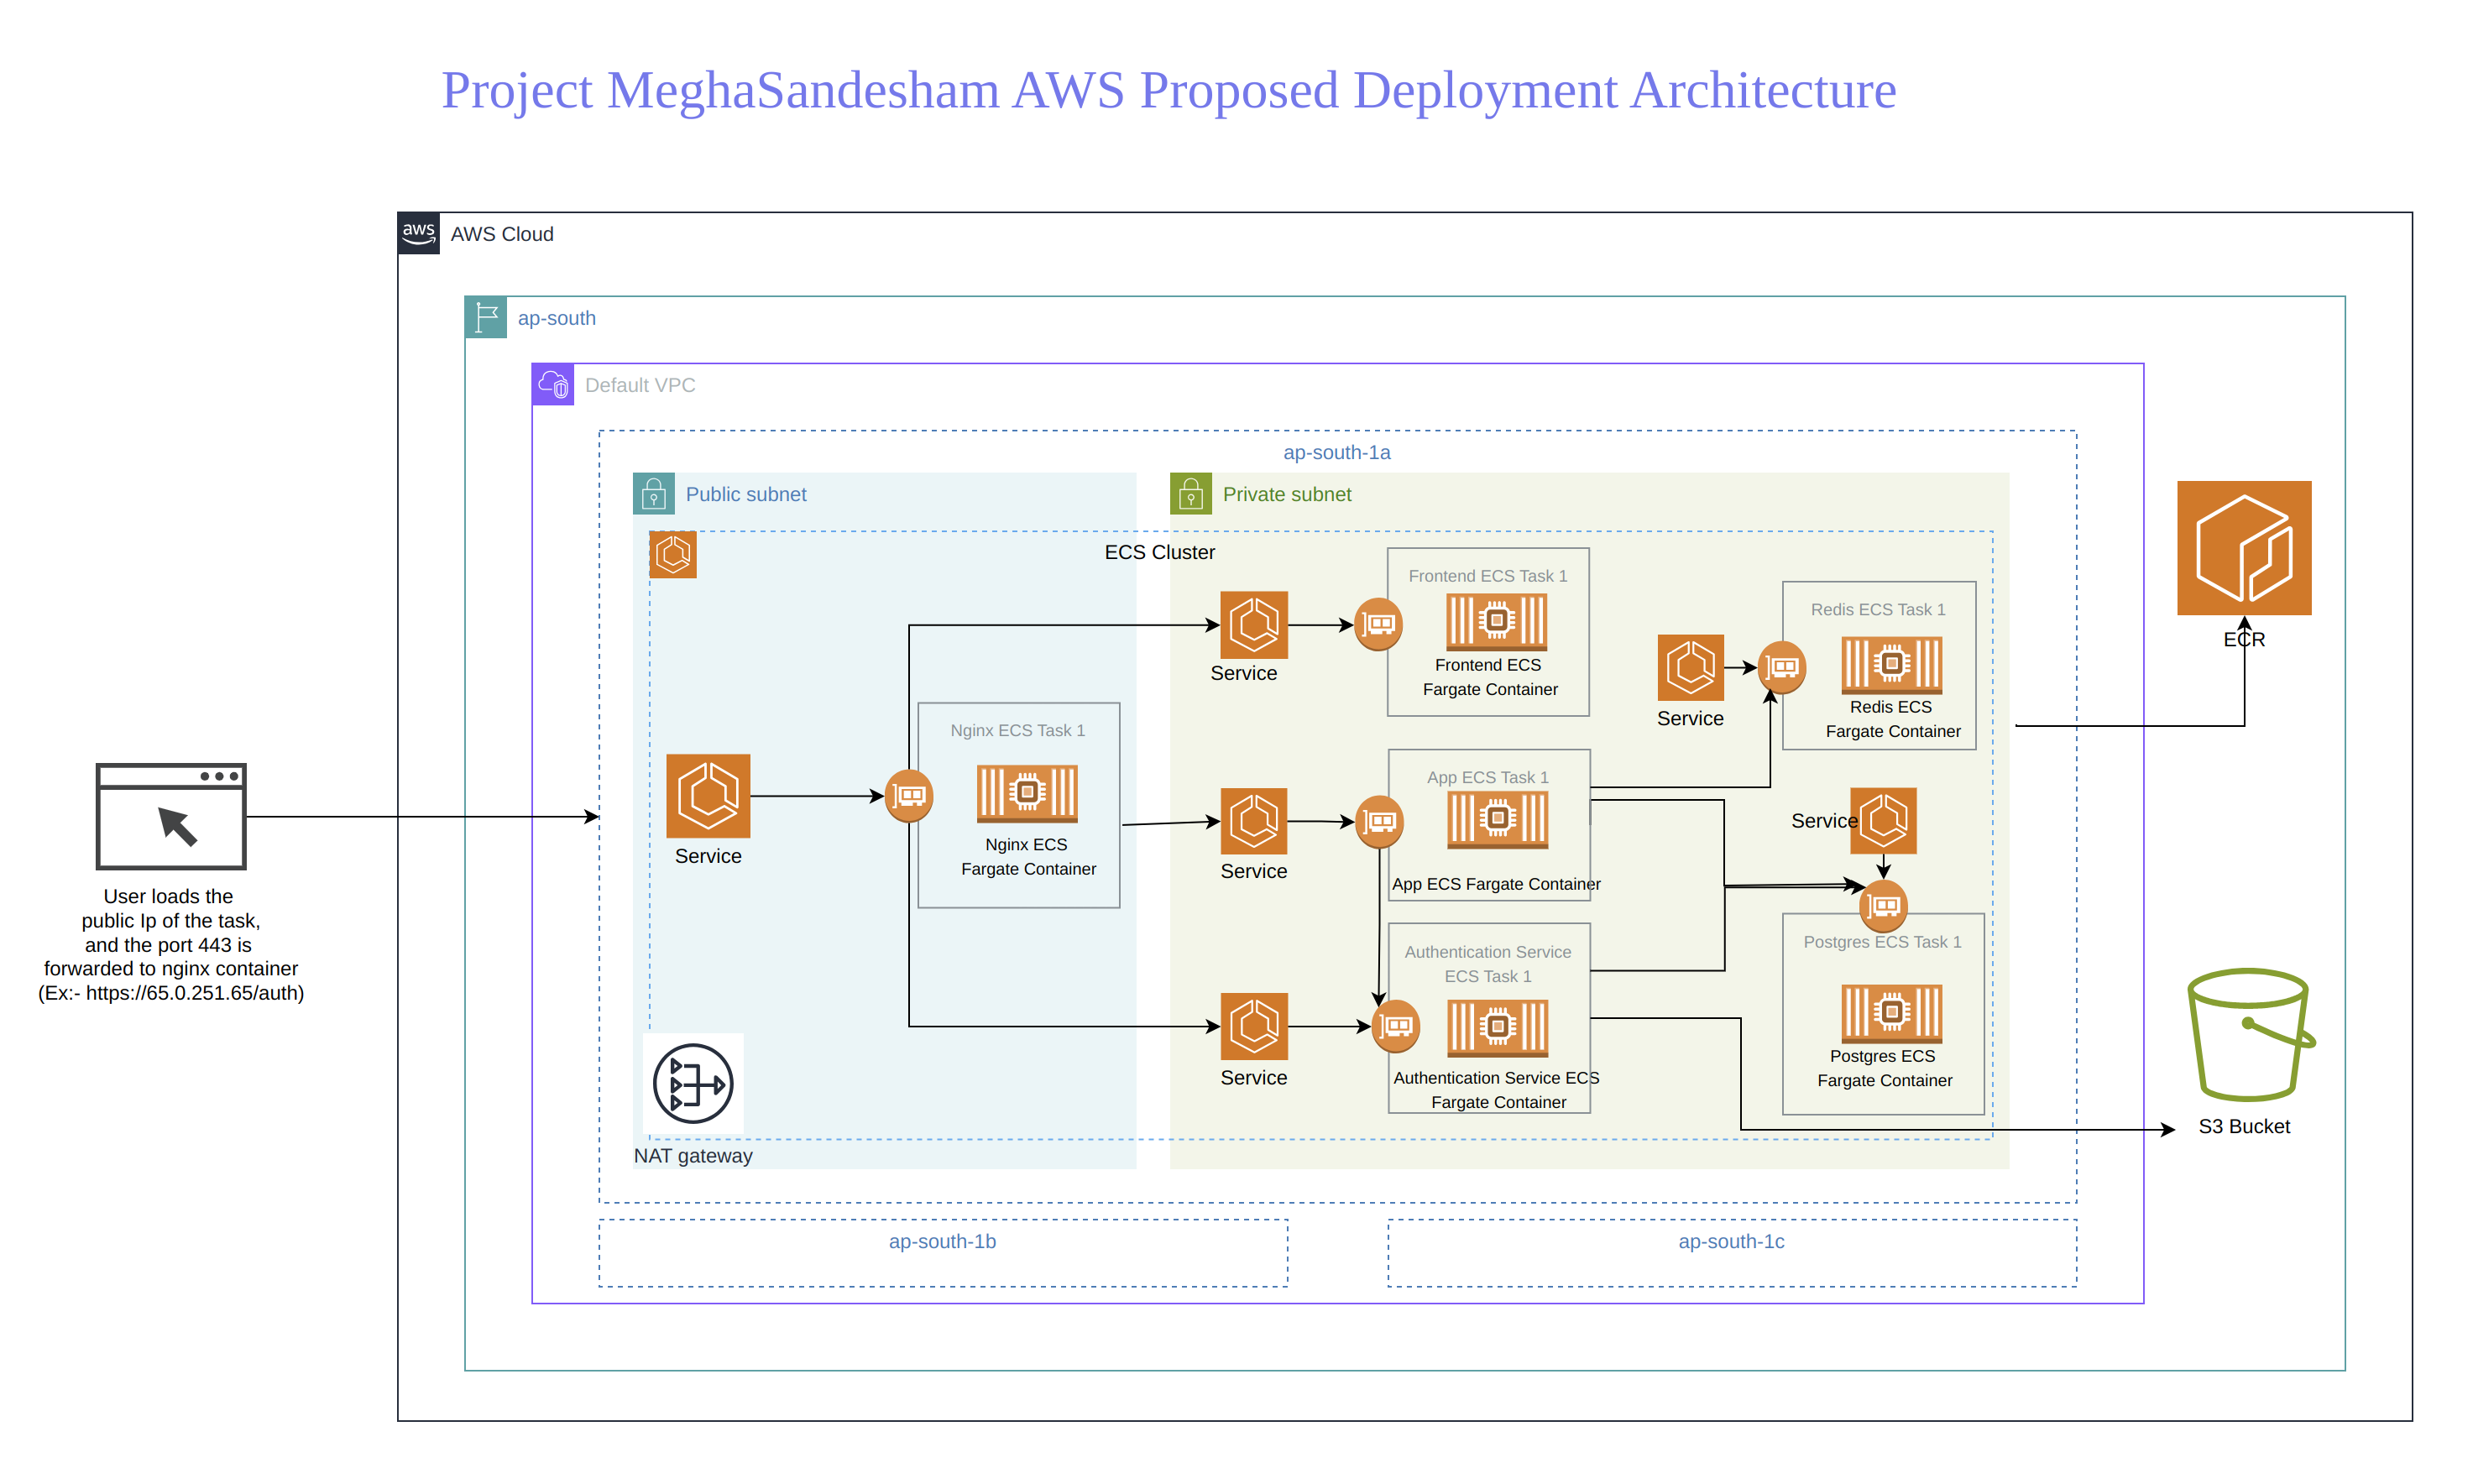 Project MeghaSandesham AWS Proposed Deployment Architecture
aws
AWS Cloud
ap-south
Default VPC
ap-south-1a
Public subnet
Private subnet
ECS Cluster
Frontend ECS Task 1
Frontend ECS
Fargate Container
Service
Redis ECS Task 1
Redis ECS
Fargate Container
Service
ECR
Nginx ECS Task 1
Nginx ECS
Fargate Container
Service
App ECS Task 1
App ECS Fargate Container
Service
Service
User loads the
public Ip of the task,
and the port 443 is
forwarded to nginx container
(Ex:- https://65.0.251.65/auth)
Authentication Service
ECS Task 1
Authentication Service ECS
Fargate Container
Service
Postgres ECS Task 1
Postgres ECS
Fargate Container
S3 Bucket
NAT gateway
ap-south-1b
ap-south-1c